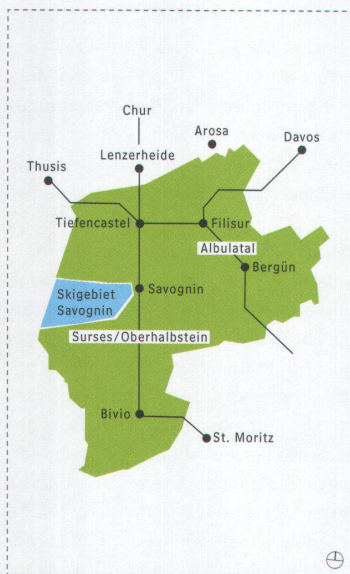 Chur
Arosa
Davos
Lenzerheide
Thusis
Tiefencastel
Filisur
Albulatal
Bergün
Skigebiet
Savognin
Savognin
Surses/Oberhalbstein
Bivio
St. Moritz